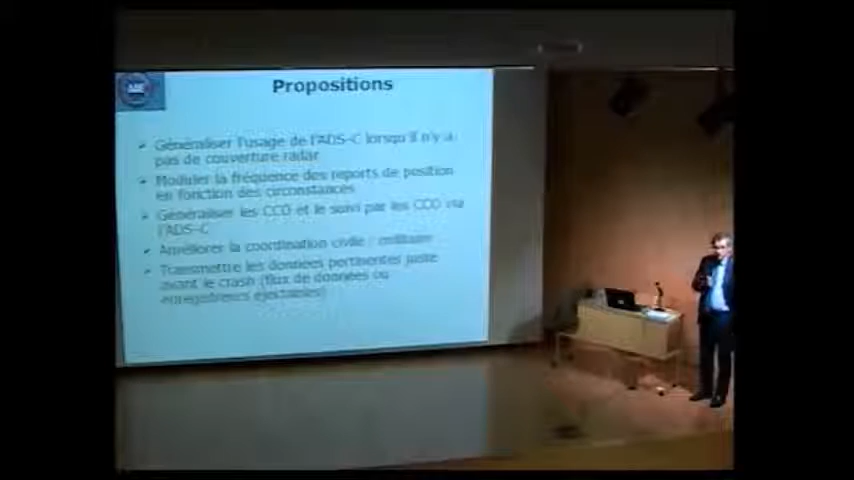 Propositions
Généraliser l'usage de l'ADS-C lorsqu'il n'y a
pas de couverture radar
Moduler la fréquence des reports de position
en fonction des circonstances
Généraliser les CCO et le suivi par les CCO via
l'ADS-C
Améliorer la coordination civile / militaire
Transmettre les données pertinentes juste
avant le crash (flux de données ou
enregistreurs éjectables)